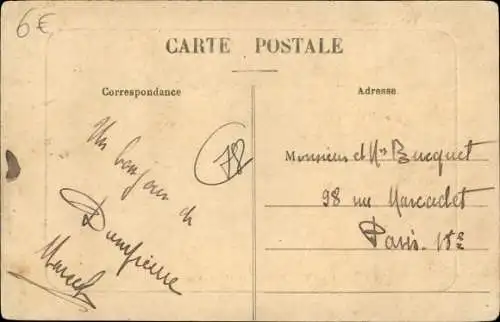 6€
CARTE POSTALE
Correspondance
Adresse
78
Un bonjour de
Dampierre
Marcel
Monsieur et Mme Bucquet
98 rue Marcadet
Paris. 18e